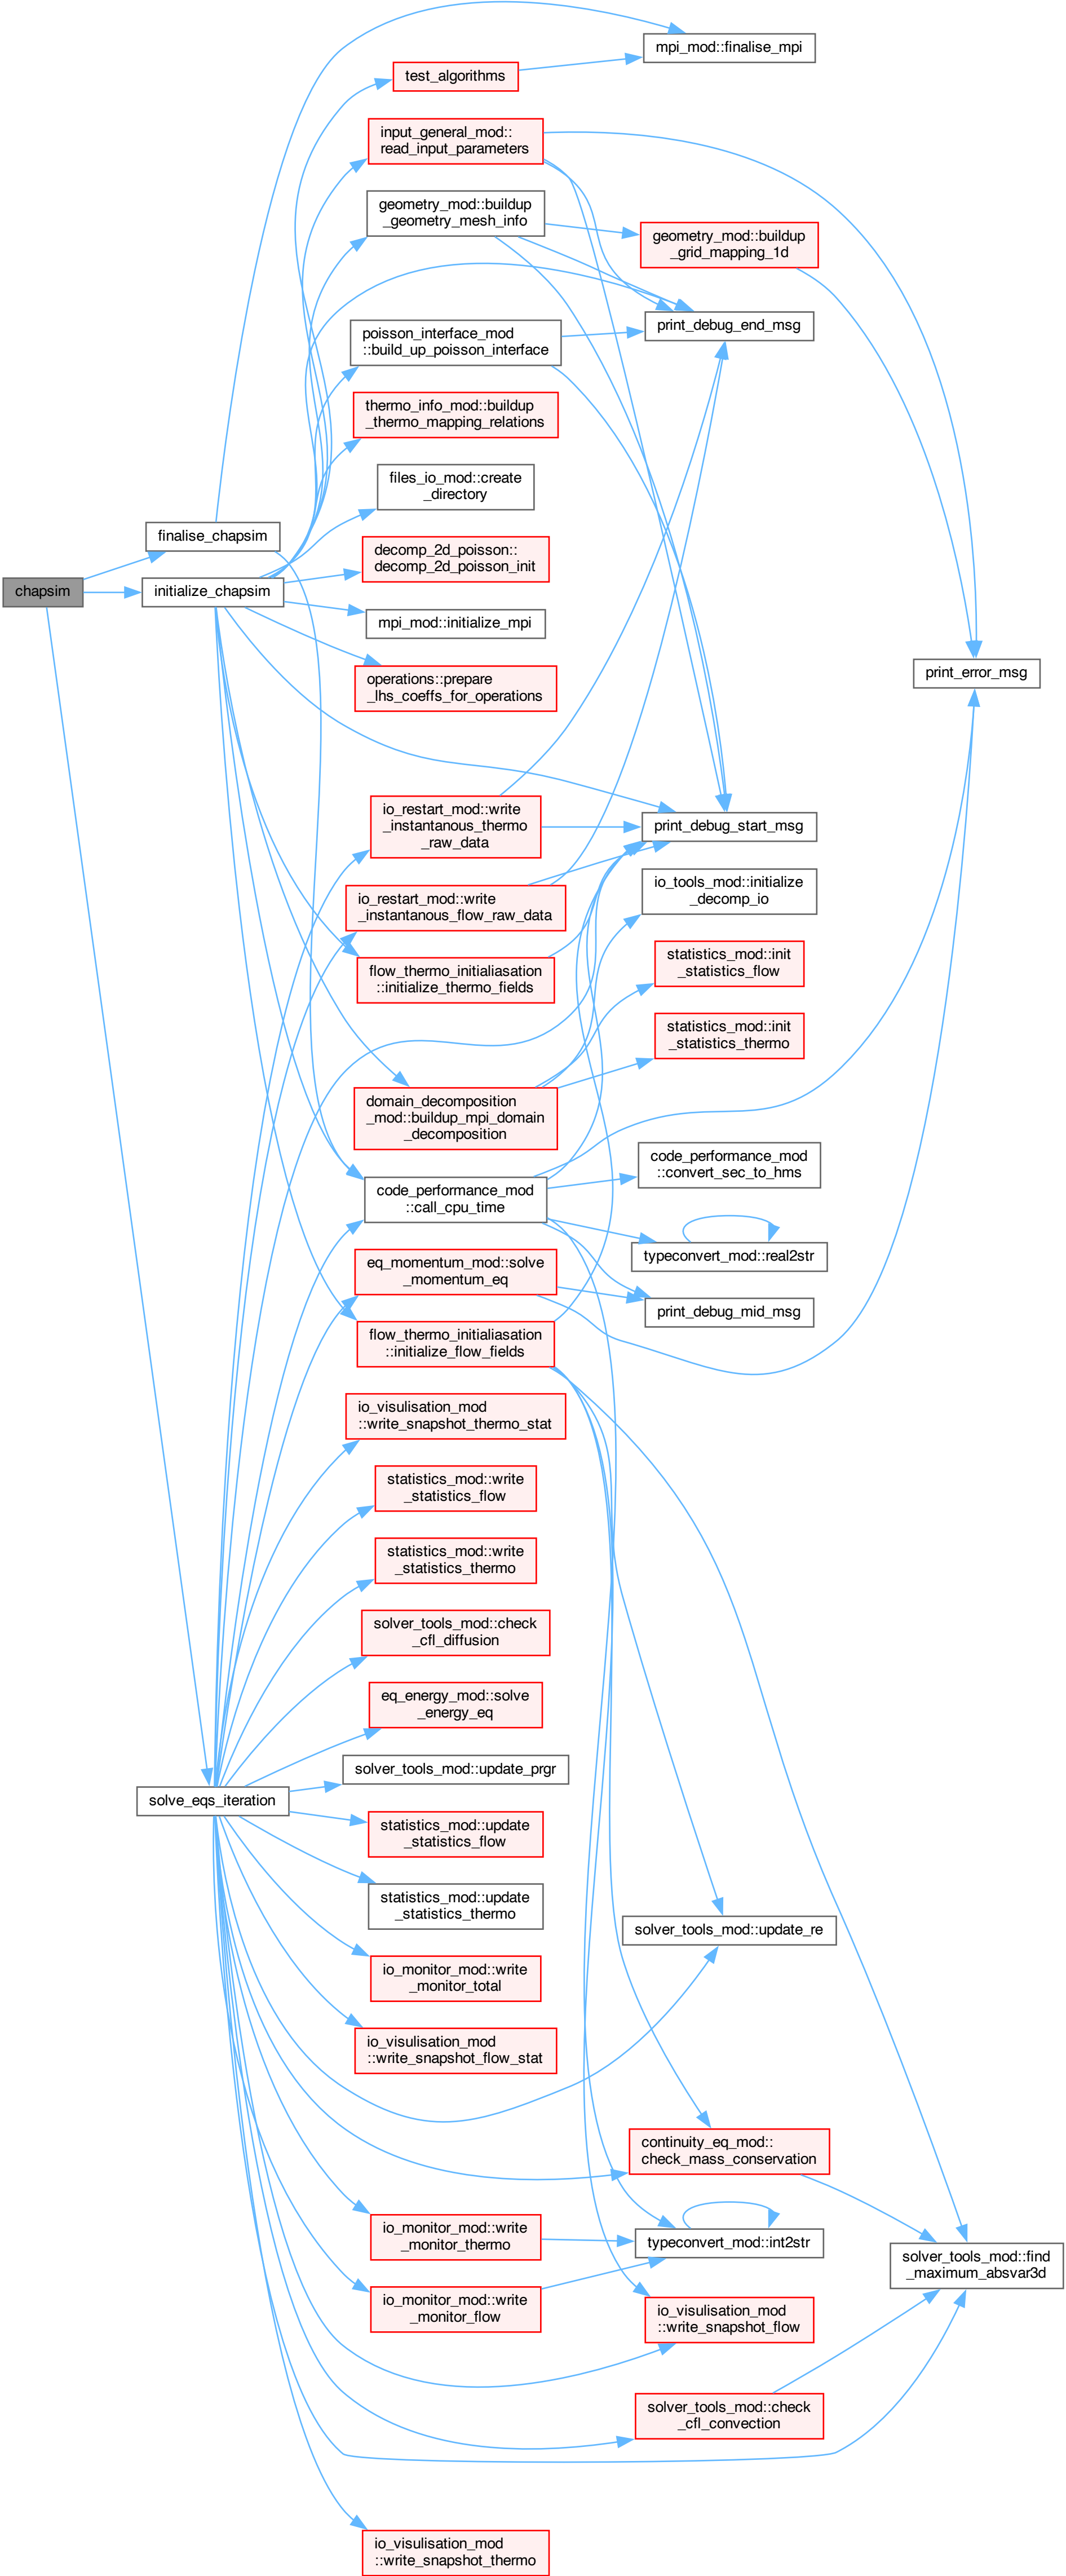 mpi_mod::finalise_mpi
test_algorithms
input_general_mod::
read_input_parameters
geometry_mod::buildup
_geometry_mesh_info
geometry_mod::buildup
_grid_mapping_1d
print_debug_end_msg
poisson_interface_mod
::build_up_poisson_interface
thermo_info_mod::buildup
_thermo_mapping_relations
files_io_mod::create
_directory
finalise_chapsim
decomp_2d_poisson::
decomp_2d_poisson_init
chapsim
initialize_chapsim
mpi_mod::initialize_mpi
operations::prepare
_lhs_coeffs_for_operations
print_error_msg
io_restart_mod::write
_instantanous_thermo
_raw_data
print_debug_start_msg
io_restart_mod::write
_instantanous_flow_raw_data
io_tools_mod::initialize
_decomp_io
flow_thermo_initialiasation
::initialize_thermo_fields
statistics_mod::init
_statistics_flow
statistics_mod::init
_statistics_thermo
domain_decomposition
_mod::buildup_mpi_domain
_decomposition
code_performance_mod
::convert_sec_to_hms
code_performance_mod
::call_cpu_time
typeconvert_mod::real2str
eq_momentum_mod::solve
_momentum_eq
print_debug_mid_msg
flow_thermo_initialiasation
::initialize_flow_fields
io_visulisation_mod
::write_snapshot_thermo_stat
statistics_mod::write
_statistics_flow
statistics_mod::write
_statistics_thermo
solver_tools_mod::check
_cfl_diffusion
eq_energy_mod::solve
_energy_eq
solver_tools_mod::update_prgr
solve_eqs_iteration
statistics_mod::update
_statistics_flow
statistics_mod::update
_statistics_thermo
solver_tools_mod::update_re
io_monitor_mod::write
_monitor_total
io_visulisation_mod
::write_snapshot_flow_stat
continuity_eq_mod::
check_mass_conservation
io_monitor_mod::write
_monitor_thermo
typeconvert_mod::int2str
solver_tools_mod::find
_maximum_absvar3d
io_monitor_mod::write
_monitor_flow
io_visulisation_mod
::write_snapshot_flow
solver_tools_mod::check
_cfl_convection
io_visulisation_mod
::write_snapshot_thermo